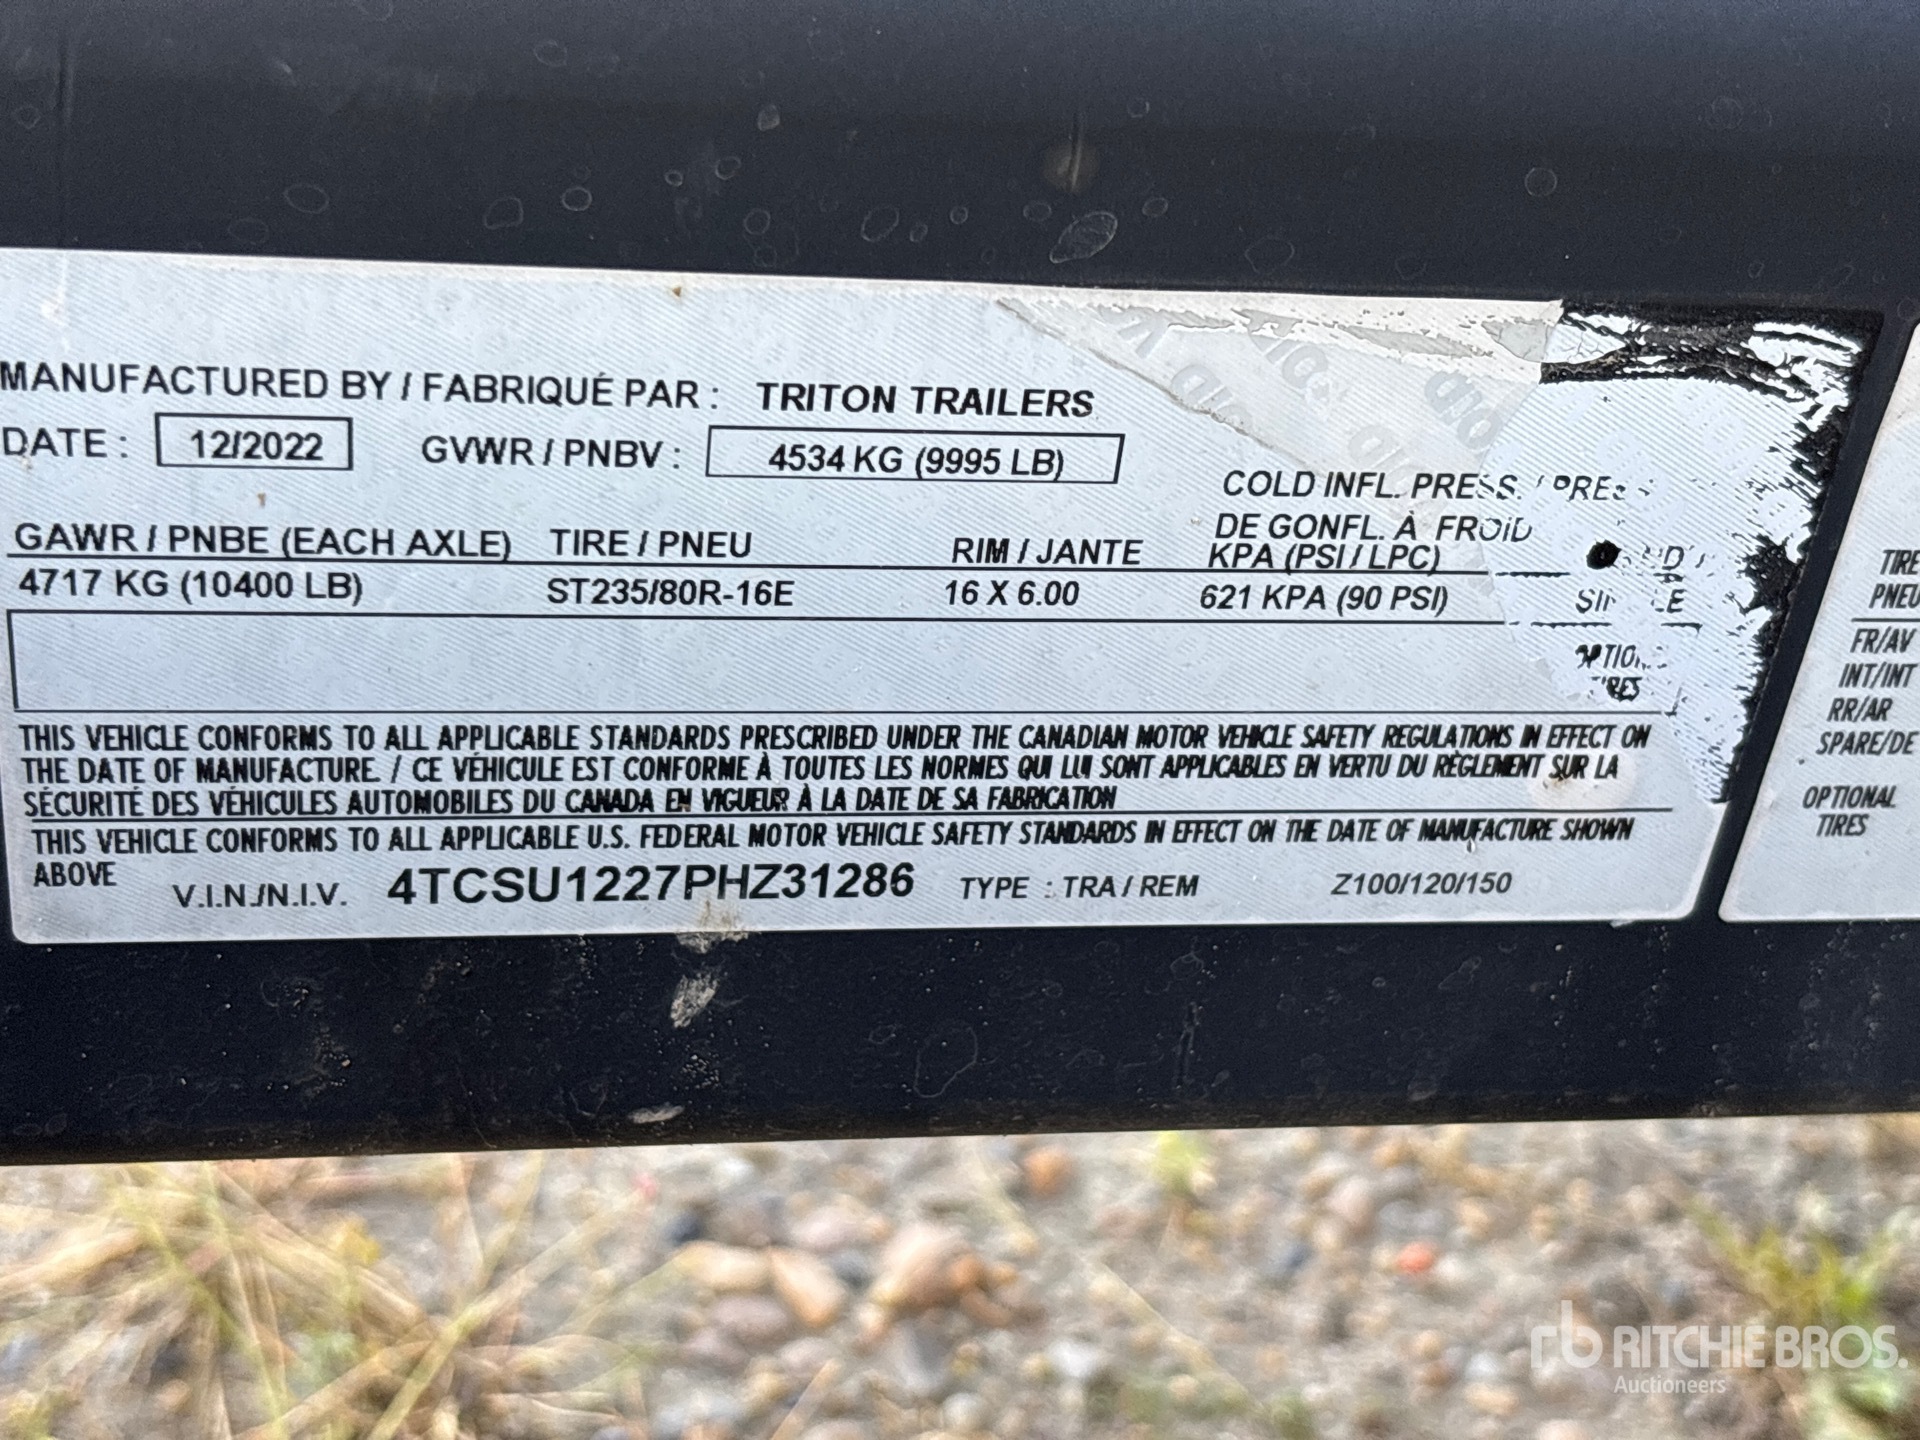 MANUFACTURED BY / FABRIQUÉ PAR : TRITON TRAILERS
DATE : 12/2022 GVWR / PNBV : 4534 KG (9995 LB)
COLD INFL. PRESS. /
DE GONFL. À FROID
GAWR / PNBE (EACH AXLE) TIRE / PNEU RIM / JANTE KPA (PSI / LPC)
4717 KG (10400 LB) ST235/80R-16E 16 X 6.00 621 KPA (90 PSI)
THIS VEHICLE CONFORMS TO ALL APPLICABLE STANDARDS PRESCRIBED UNDER THE CANADIAN MOTOR VEHICLE SAFETY REGULATIONS IN EFFECT ON
THE DATE OF MANUFACTURE. / CE VÉHICULE EST CONFORME À TOUTES LES NORMES QUI LUI SONT APPLICABLES EN VERTU DU RÈGLEMENT SUR LA
SÉCURITÉ DES VÉHICULES AUTOMOBILES DU CANADA EN VIGUEUR À LA DATE DE SA FABRICATION
THIS VEHICLE CONFORMS TO ALL APPLICABLE U.S. FEDERAL MOTOR VEHICLE SAFETY STANDARDS IN EFFECT ON THE DATE OF MANUFACTURE SHOWN
ABOVE
V.I.N./N.I.V. 4TCSU1227PHZ31286 TYPE : TRA / REM Z100/120/150
TIRE
PNEU
FR/AV
INT/INT
RR/AR
SPARE/DE
OPTIONAL
TIRES
rb RITCHIE BROS.
Auctioneers